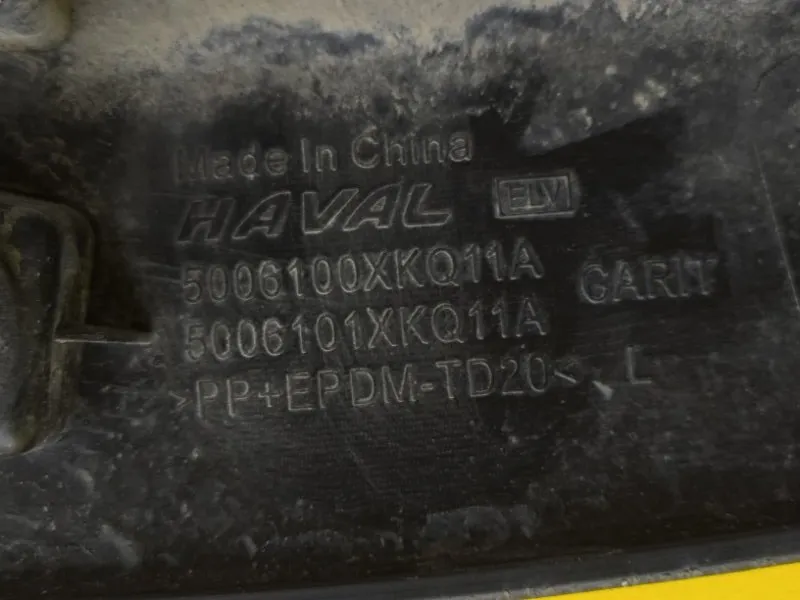 Made In China
HAVAL ELV
5006100XKQ11A CARIT
5006101XKQ11A
>PP+EPDM-TD20< L